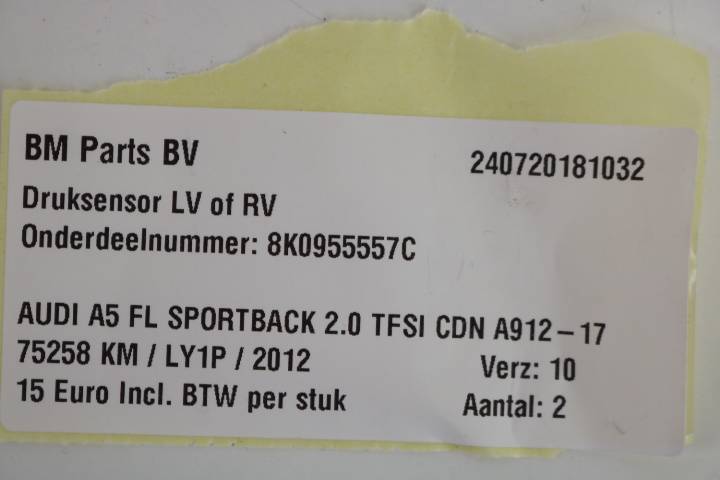 BM Parts BV 240720181032
Druksensor LV of RV
Onderdeelnummer: 8K0955557C
AUDI A5 FL SPORTBACK 2.0 TFSI CDN A912-17
75258 KM / LY1P / 2012 Verz: 10
15 Euro Incl. BTW per stuk Aantal: 2